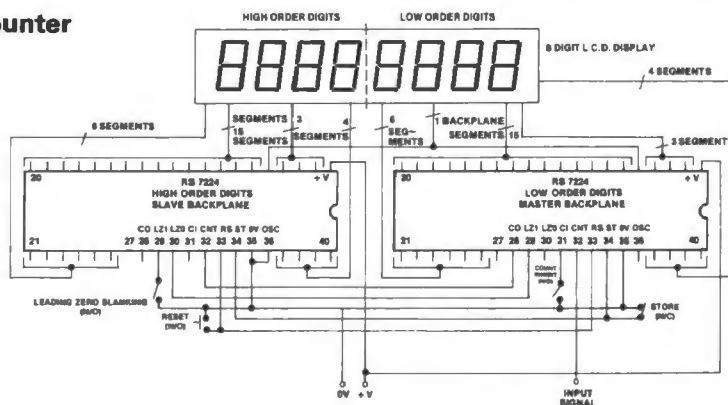 ounter
HIGH ORDER DIGITS LOW ORDER DIGITS
8 DIGIT L.C.D. DISPLAY
4 SEGMENTS
6 SEGMENTS
SEGMENTS
15
SEGMENTS
3
SEGMENTS
4
6
SEG-
MENTS
1 BACKPLANE
SEGMENTS 15
3 SEGMENT
20 RS 7224 + V
HIGH ORDER DIGITS
SLAVE BACKPLANE
CO LZ1 LZ0 CI CNT RS ST 0V OSC
21 27 28 29 30 31 32 33 34 35 36 40
20 RS 7224 + V
LOW ORDER DIGITS
MASTER BACKPLANE
CO LZ1 LZ0 CI CNT RS ST 0V OSC
21 27 28 29 30 31 32 33 34 35 36 40
LEADING ZERO BLANKING
(N/O)
RESET
(N/O)
COUNT
INHIBIT
(N/O)
STORE
(N/C)
0V + V
INPUT
SIGNAL